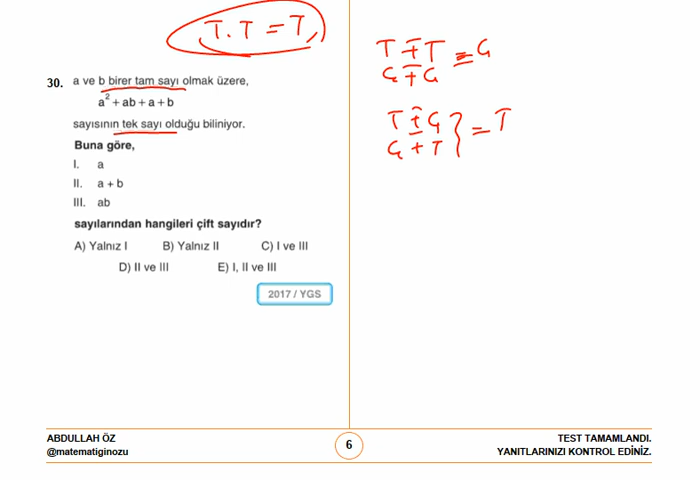 T. T = T,
30. a ve b birer tam sayı olmak üzere,
a² + ab + a + b
sayısının tek sayı olduğu biliniyor.
Buna göre,
I. a
II. a + b
III. ab
sayılarından hangileri çift sayıdır?
A) Yalnız I B) Yalnız II C) I ve III
D) II ve III E) I, II ve III
2017 / YGS
T ∓ T = Ç
Ç ∓ Ç
T ± Ç } = T
Ç + T
ABDULLAH ÖZ
@matematiginozu
6
TEST TAMAMLANDI.
YANITLARINIZI KONTROL EDİNİZ.